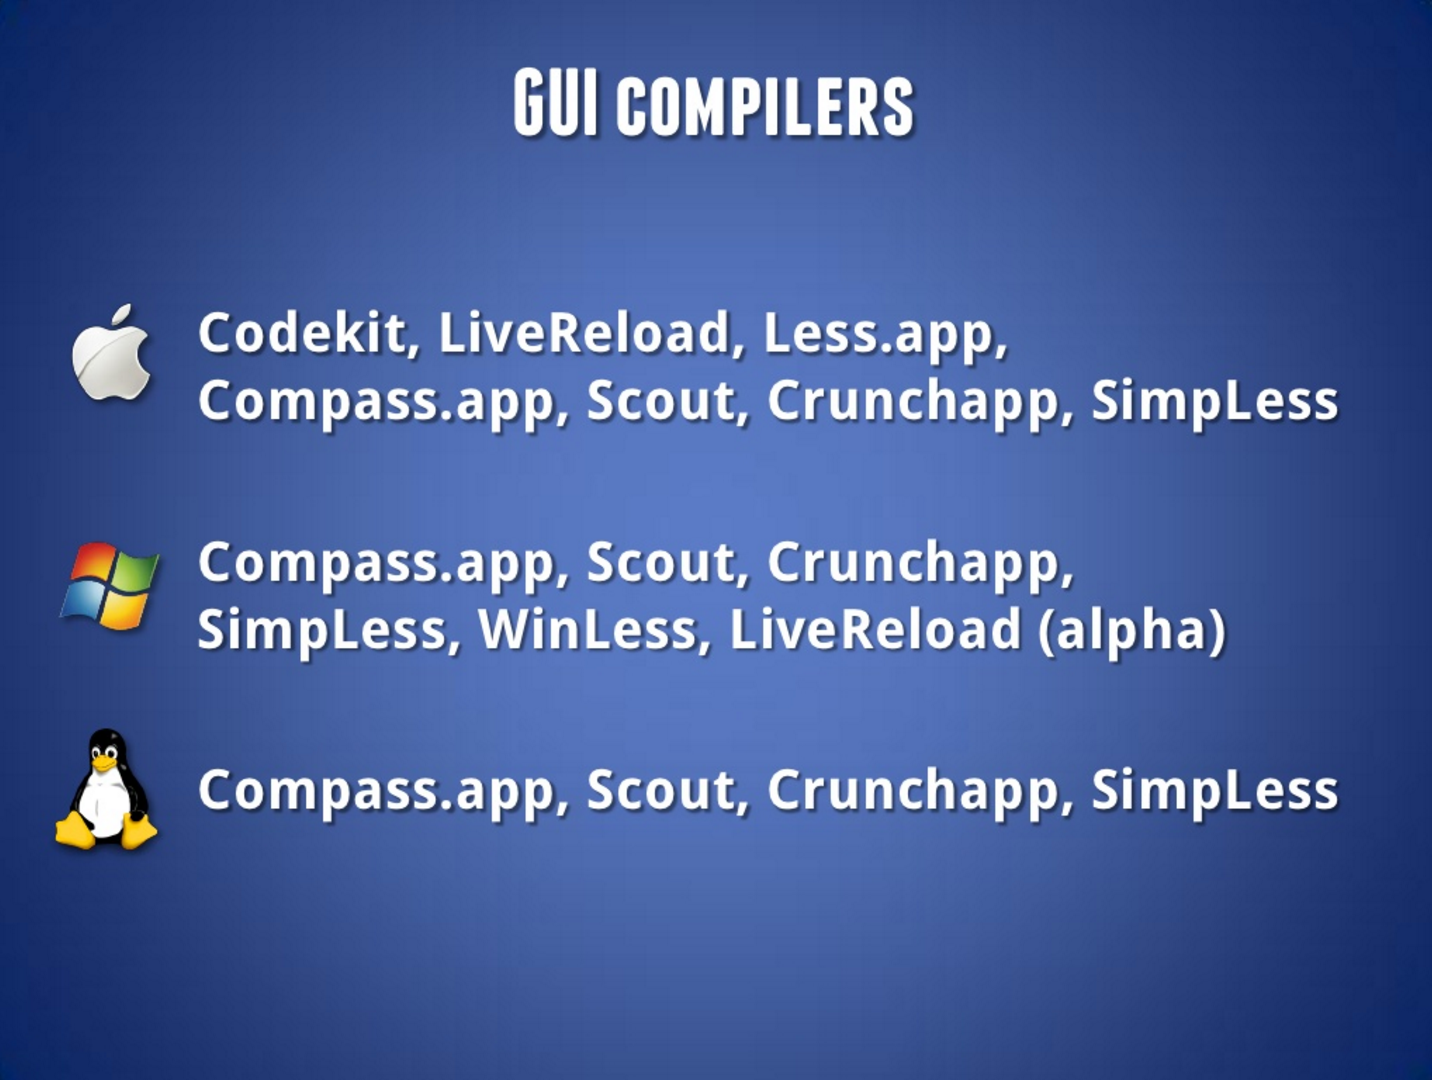 GUI compilers
Codekit, LiveReload, Less.app,
Compass.app, Scout, Crunchapp, SimpLess
Compass.app, Scout, Crunchapp,
SimpLess, WinLess, LiveReload (alpha)
Compass.app, Scout, Crunchapp, SimpLess